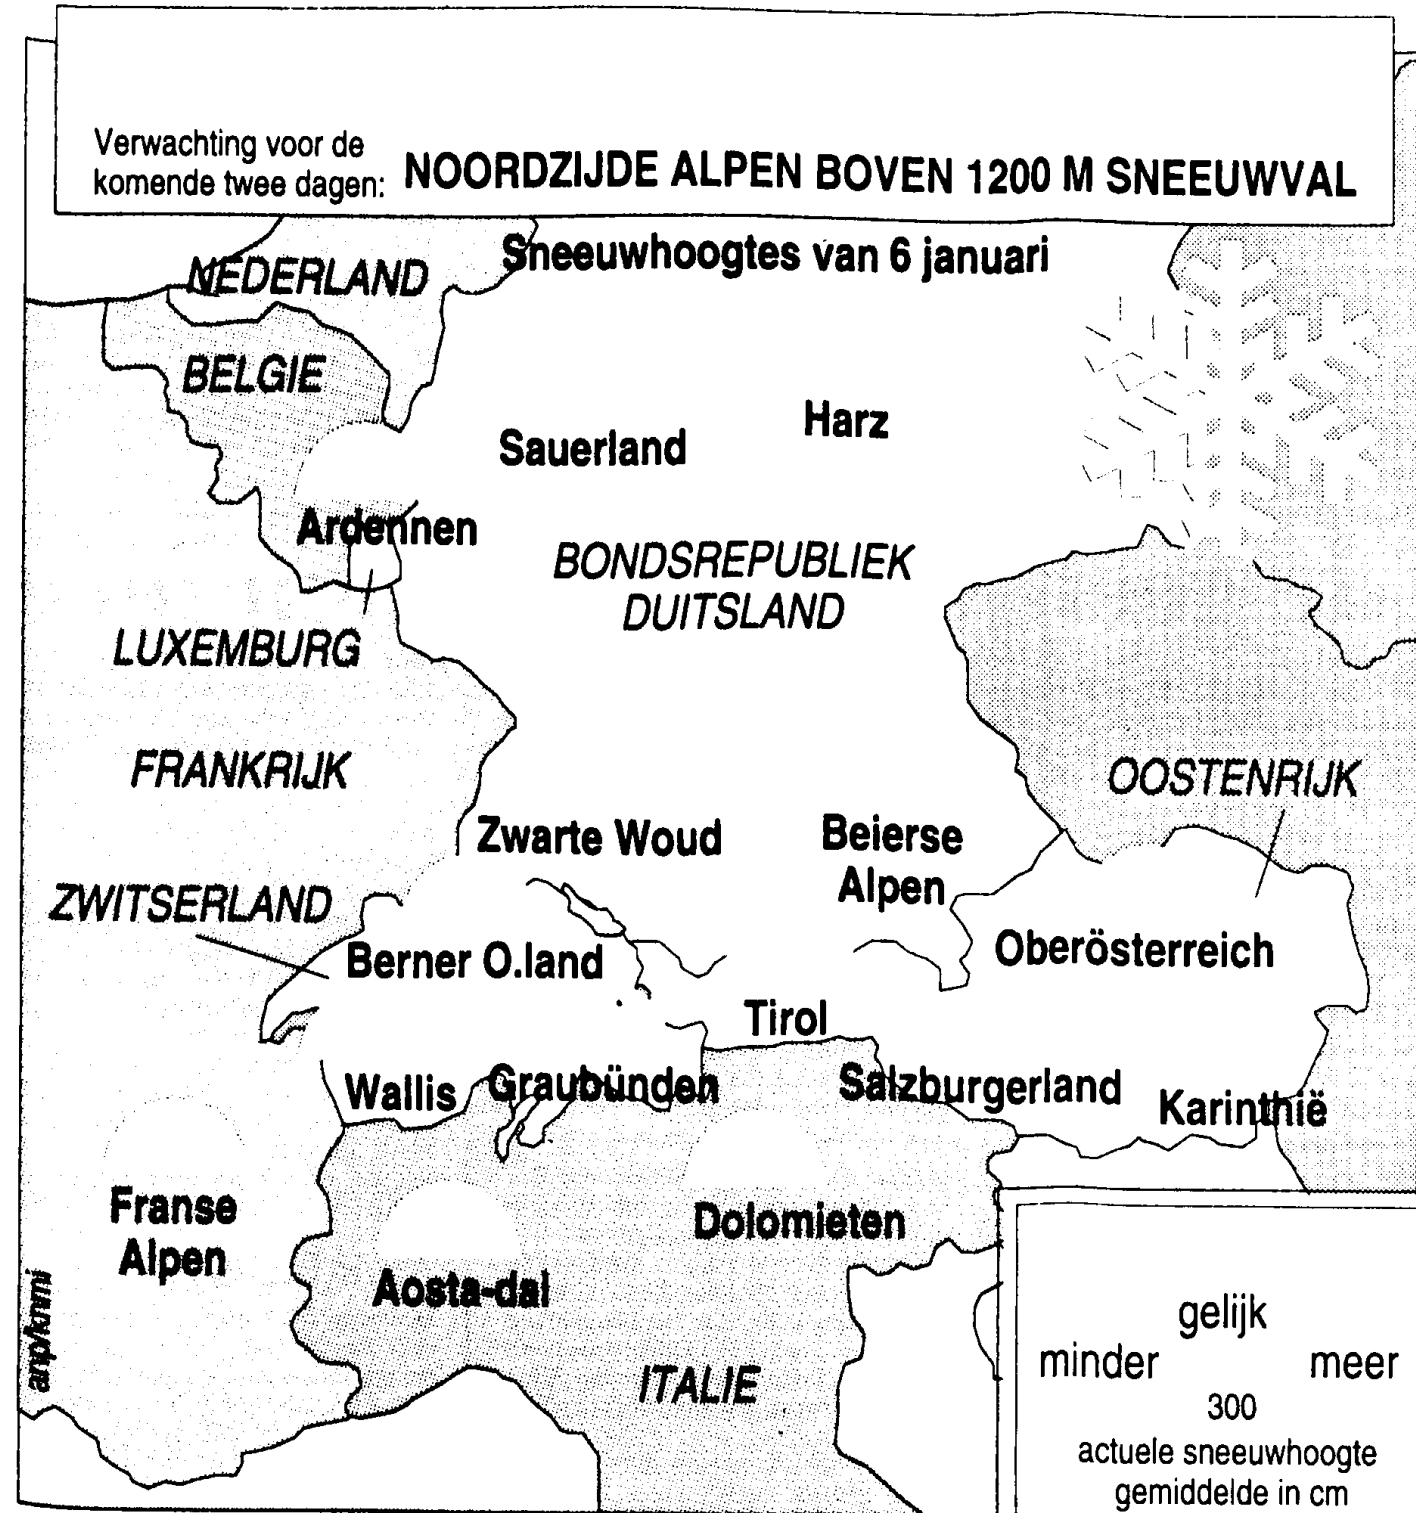 Verwachting voor de
komende twee dagen: NOORDZIJDE ALPEN BOVEN 1200 M SNEEUWVAL
Sneeuwhoogtes van 6 januari
NEDERLAND
BELGIE
Harz
Sauerland
Ardennen
BONDSREPUBLIEK
DUITSLAND
LUXEMBURG
FRANKRIJK
OOSTENRIJK
Zwarte Woud
Beierse
Alpen
ZWITSERLAND
Berner O.land
Oberösterreich
Tirol
Wallis
Graubünden
Salzburgerland
Karinthië
Franse
Alpen
Dolomieten
Aosta-dal
ITALIE
anp/knmi
gelijk
minder meer
300
actuele sneeuwhoogte
gemiddelde in cm